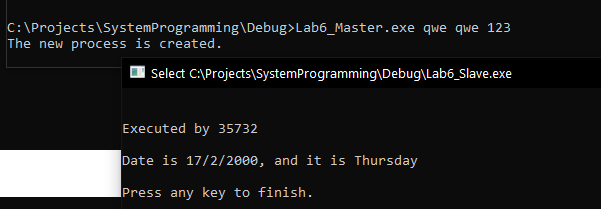 C:\Projects\SystemProgramming\Debug>Lab6_Master.exe qwe qwe 123
The new process is created.
Select C:\Projects\SystemProgramming\Debug\Lab6_Slave.exe
Executed by 35732
Date is 17/2/2000, and it is Thursday
Press any key to finish.